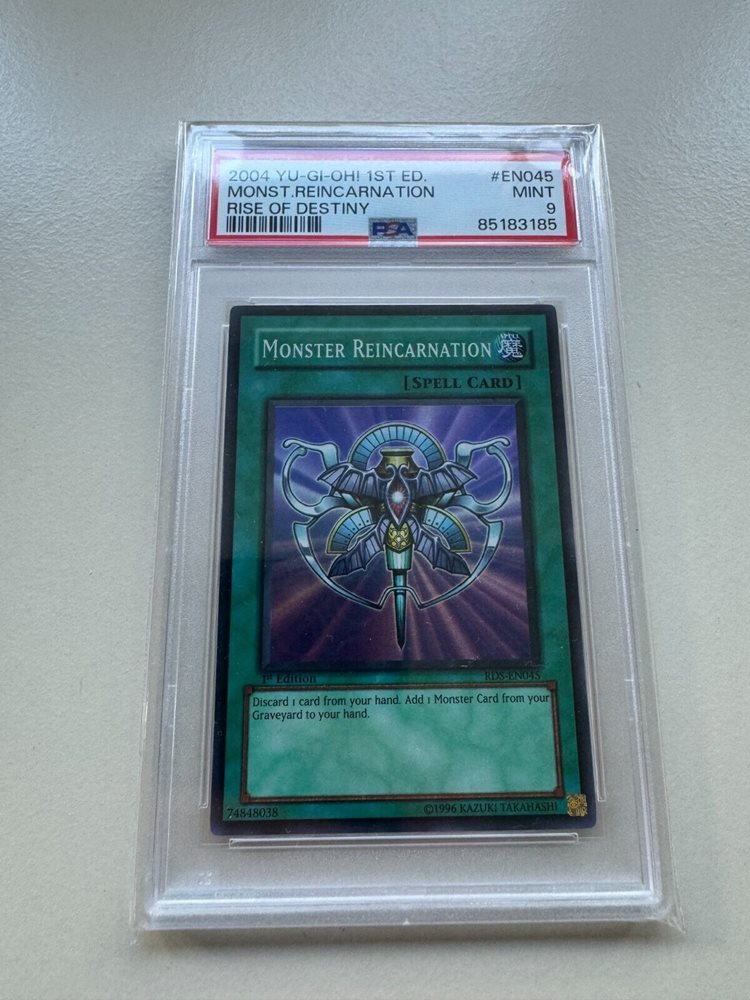 2004 YU-GI-OH! 1ST ED. #EN045
MONST.REINCARNATION MINT
RISE OF DESTINY 9
PSA 85183185
MONSTER REINCARNATION 魔
[SPELL CARD]
1st Edition RDS-EN045
Discard 1 card from your hand. Add 1 Monster Card from your
Graveyard to your hand.
74848038 ©1996 KAZUKI TAKAHASHI